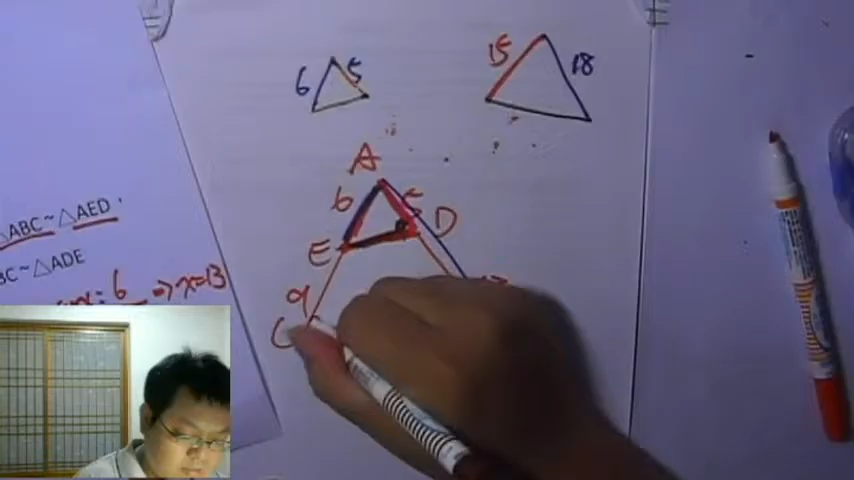 6 5
15 18
A
6 5
E D
9
C
△ABC~△AED
BC~△ADE
6 ⇒ x=13